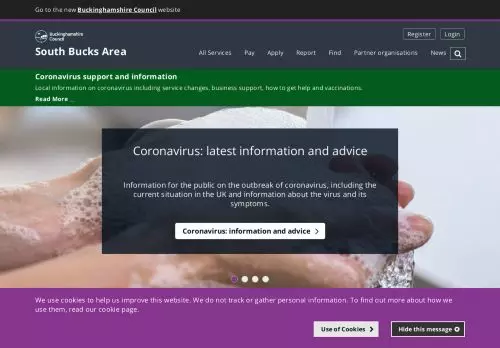 Go to the new Buckinghamshire Council website
Buckinghamshire
Council
Register
Login
South Bucks Area
All Services
Pay
Apply
Report
Find
Partner organisations
News
Coronavirus support and information
Local information on coronavirus including service changes, business support, how to get help and vaccinations.
Read More ...
Coronavirus: latest information and advice
Information for the public on the outbreak of coronavirus, including the
current situation in the UK and information about the virus and its
symptoms.
Coronavirus: information and advice
We use cookies to help us improve this website. We do not track or gather personal information. To find out more about how we
use them, read our cookie page.
Use of Cookies
Hide this message